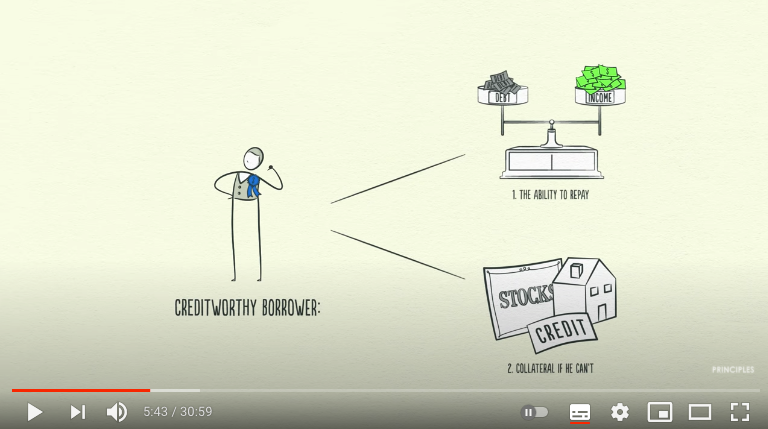 DEBT
INCOME
1. THE ABILITY TO REPAY
CREDITWORTHY BORROWER:
STOCKS
CREDIT
2. COLLATERAL IF HE CAN'T
PRINCIPLES
5:43 / 30:59